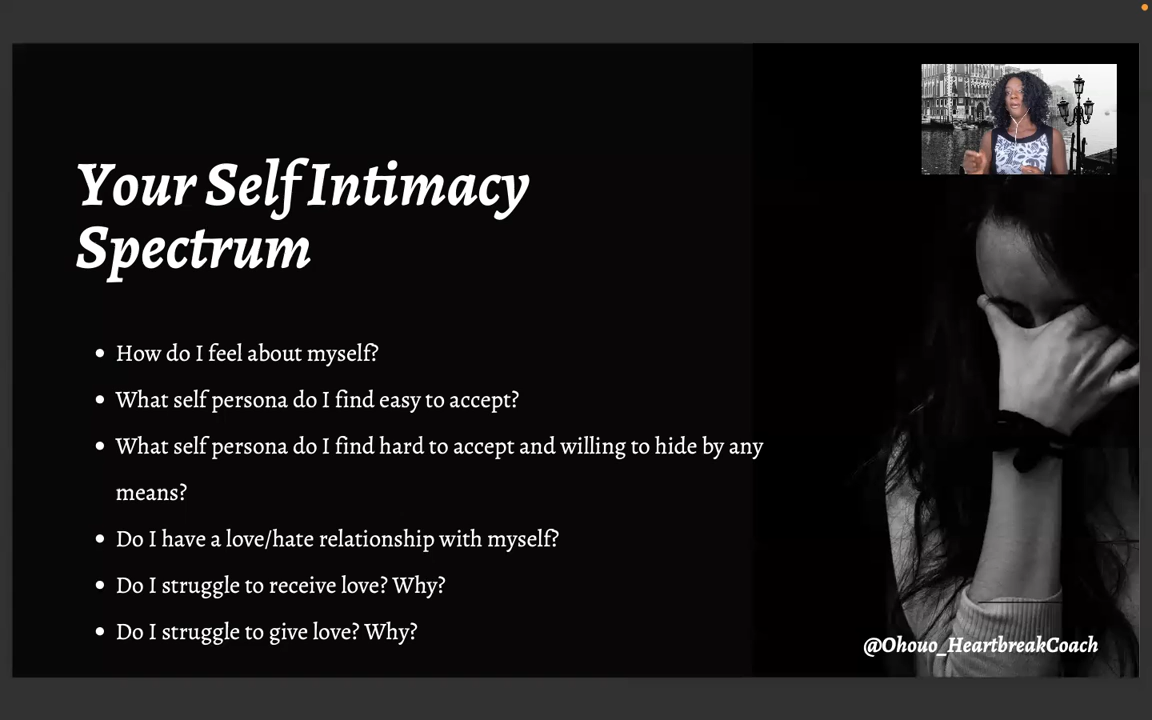 Your Self Intimacy
Spectrum
How do I feel about myself?
What self persona do I find easy to accept?
What self persona do I find hard to accept and willing to hide by any
means?
Do I have a love/hate relationship with myself?
Do I struggle to receive love? Why?
Do I struggle to give love? Why?
@Ohouo_HeartbreakCoach